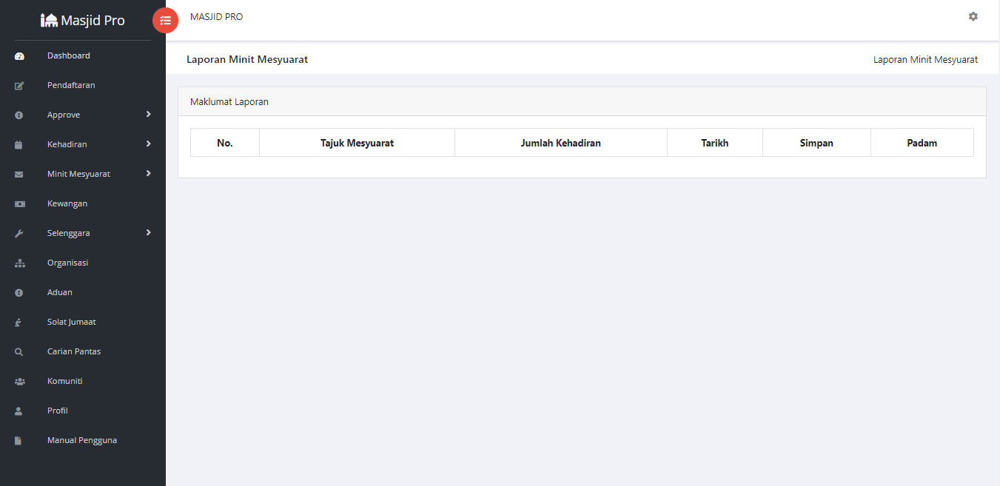 Masjid Pro
MASJID PRO
Dashboard
Pendaftaran
Approve
Kehadiran
Minit Mesyuarat
Kewangan
Selenggara
Organisasi
Aduan
Solat Jumaat
Carian Pantas
Komuniti
Profil
Manual Pengguna
Laporan Minit Mesyuarat
Laporan Minit Mesyuarat
Maklumat Laporan
No. Tajuk Mesyuarat Jumlah Kehadiran Tarikh Simpan Padam